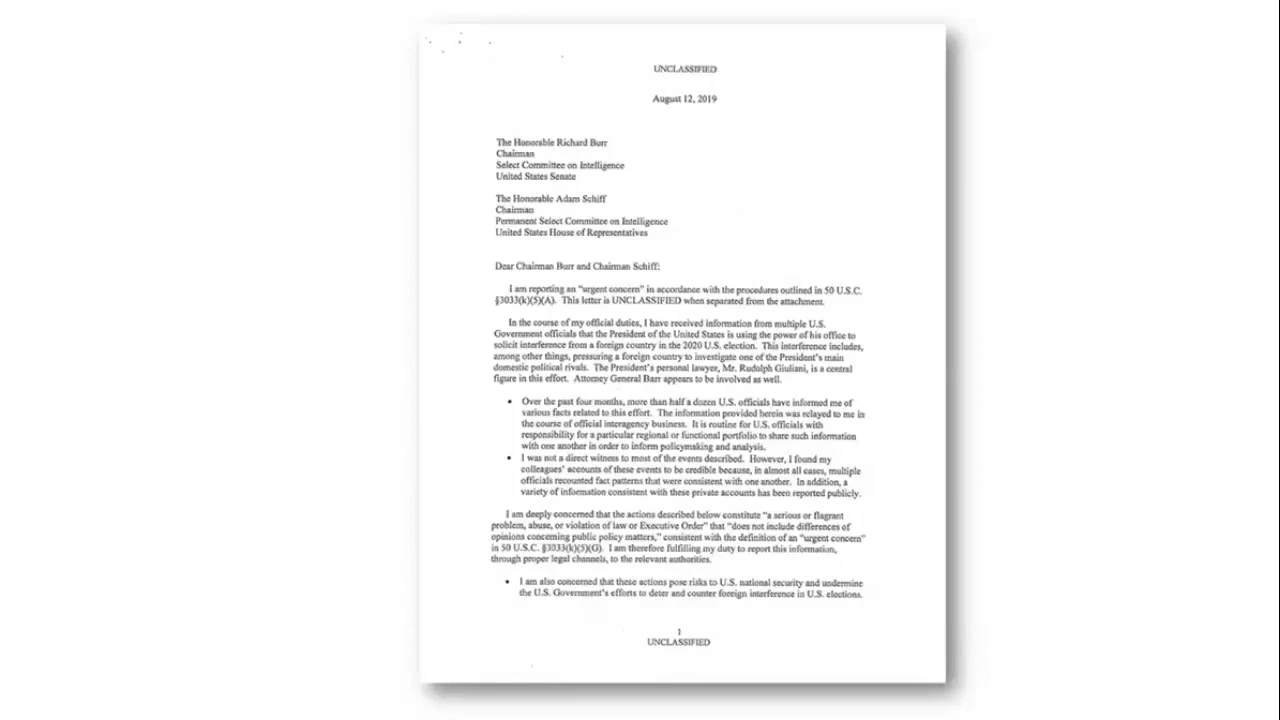 UNCLASSIFIED
August 12, 2019
The Honorable Richard Burr
Chairman
Select Committee on Intelligence
United States Senate
The Honorable Adam Schiff
Chairman
Permanent Select Committee on Intelligence
United States House of Representatives
Dear Chairman Burr and Chairman Schiff:
I am reporting an "urgent concern" in accordance with the procedures outlined in 50 U.S.C.
§3033(k)(5)(A). This letter is UNCLASSIFIED when separated from the attachment.
In the course of my official duties, I have received information from multiple U.S.
Government officials that the President of the United States is using the power of his office to
solicit interference from a foreign country in the 2020 U.S. election. This interference includes,
among other things, pressuring a foreign country to investigate one of the President's main
domestic political rivals. The President's personal lawyer, Mr. Rudolph Giuliani, is a central
figure in this effort. Attorney General Barr appears to be involved as well.
• Over the past four months, more than half a dozen U.S. officials have informed me of
various facts related to this effort. The information provided herein was relayed to me in
the course of official interagency business. It is routine for U.S. officials with
responsibility for a particular regional or functional portfolio to share such information
with one another in order to inform policymaking and analysis.
• I was not a direct witness to most of the events described. However, I found my
colleagues' accounts of these events to be credible because, in almost all cases, multiple
officials recounted fact patterns that were consistent with one another. In addition, a
variety of information consistent with these private accounts has been reported publicly.
I am deeply concerned that the actions described below constitute "a serious or flagrant
problem, abuse, or violation of law or Executive Order" that "does not include differences of
opinions concerning public policy matters," consistent with the definition of an "urgent concern"
in 50 U.S.C. §3033(k)(5)(G). I am therefore fulfilling my duty to report this information,
through proper legal channels, to the relevant authorities.
• I am also concerned that these actions pose risks to U.S. national security and undermine
the U.S. Government's efforts to deter and counter foreign interference in U.S. elections.
1
UNCLASSIFIED